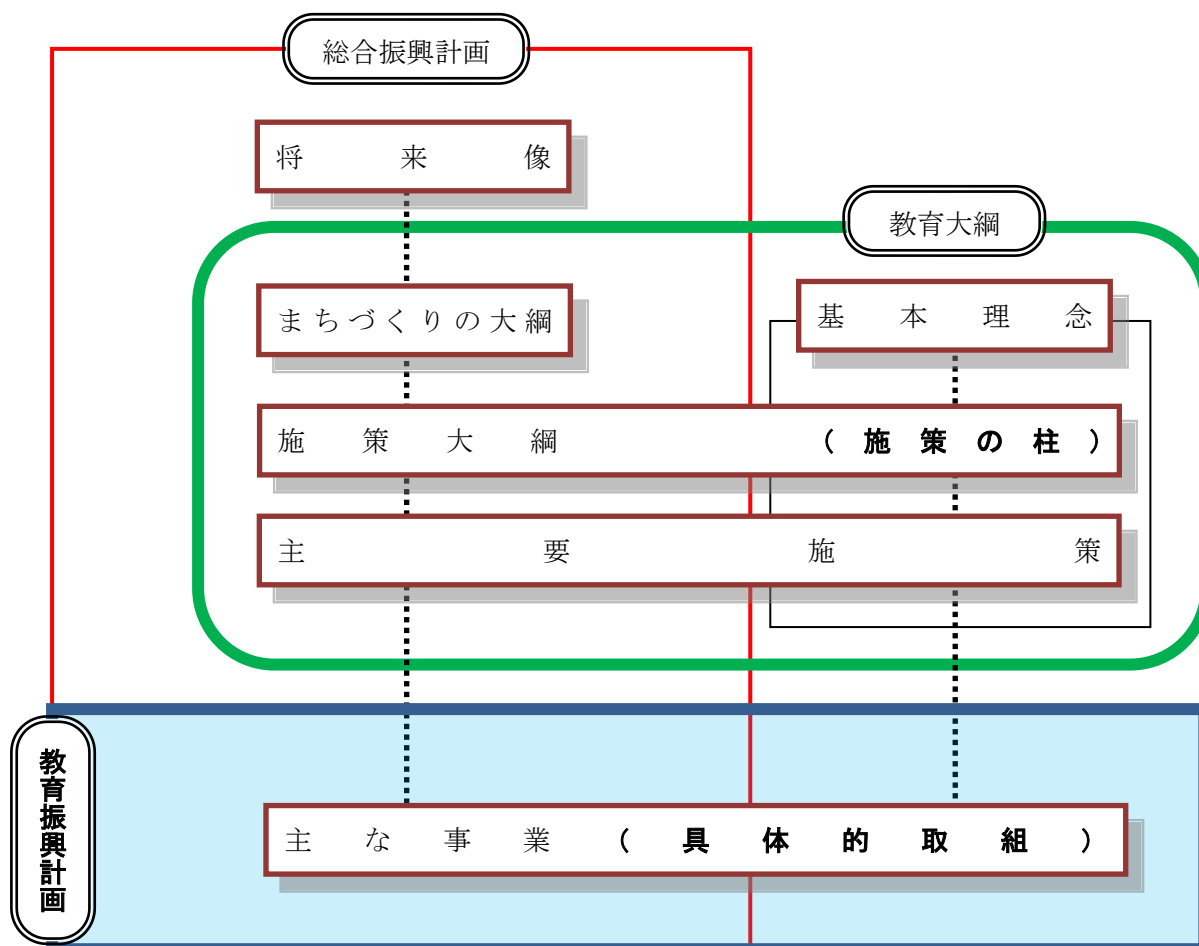 総合振興計画
将来像
教育大綱
まちづくりの大綱
基本理念
施策大綱（施策の柱）
主要施策
教育振興計画
主な事業（具体的取組）